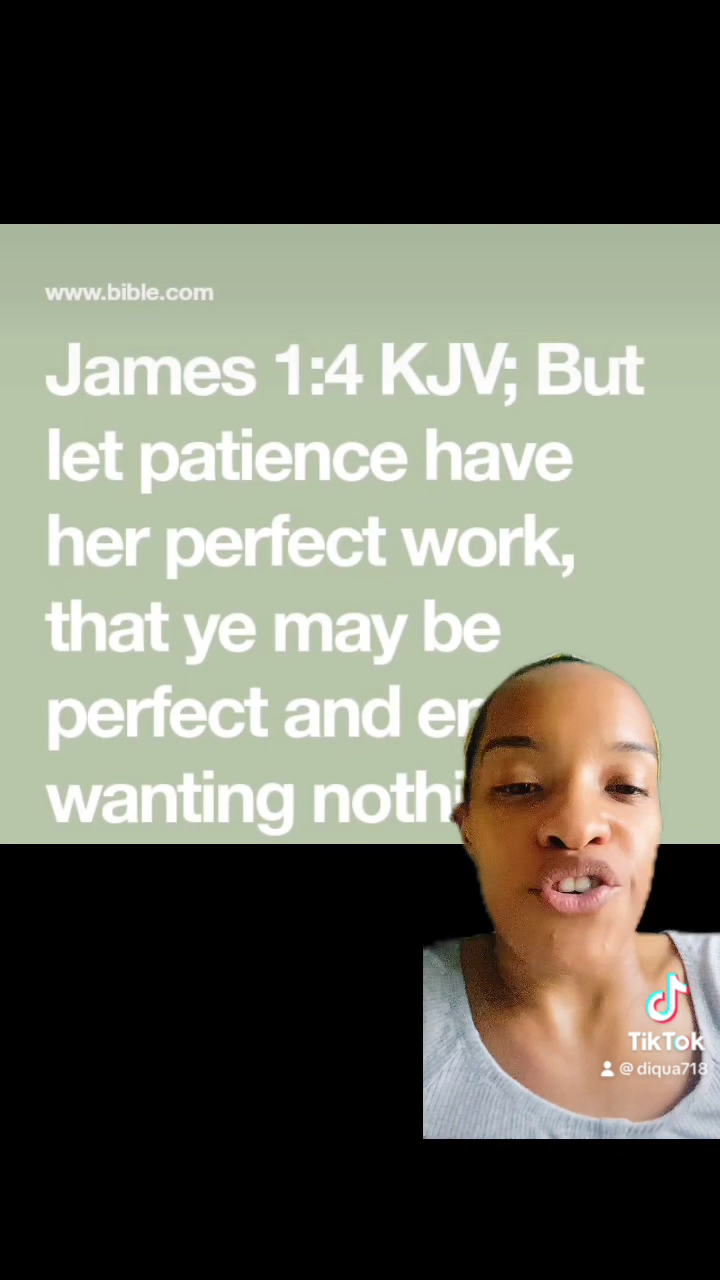 www.bible.com
James 1:4 KJV; But
let patience have
her perfect work,
that ye may be
perfect and
wanting
TikTok
@diqua718